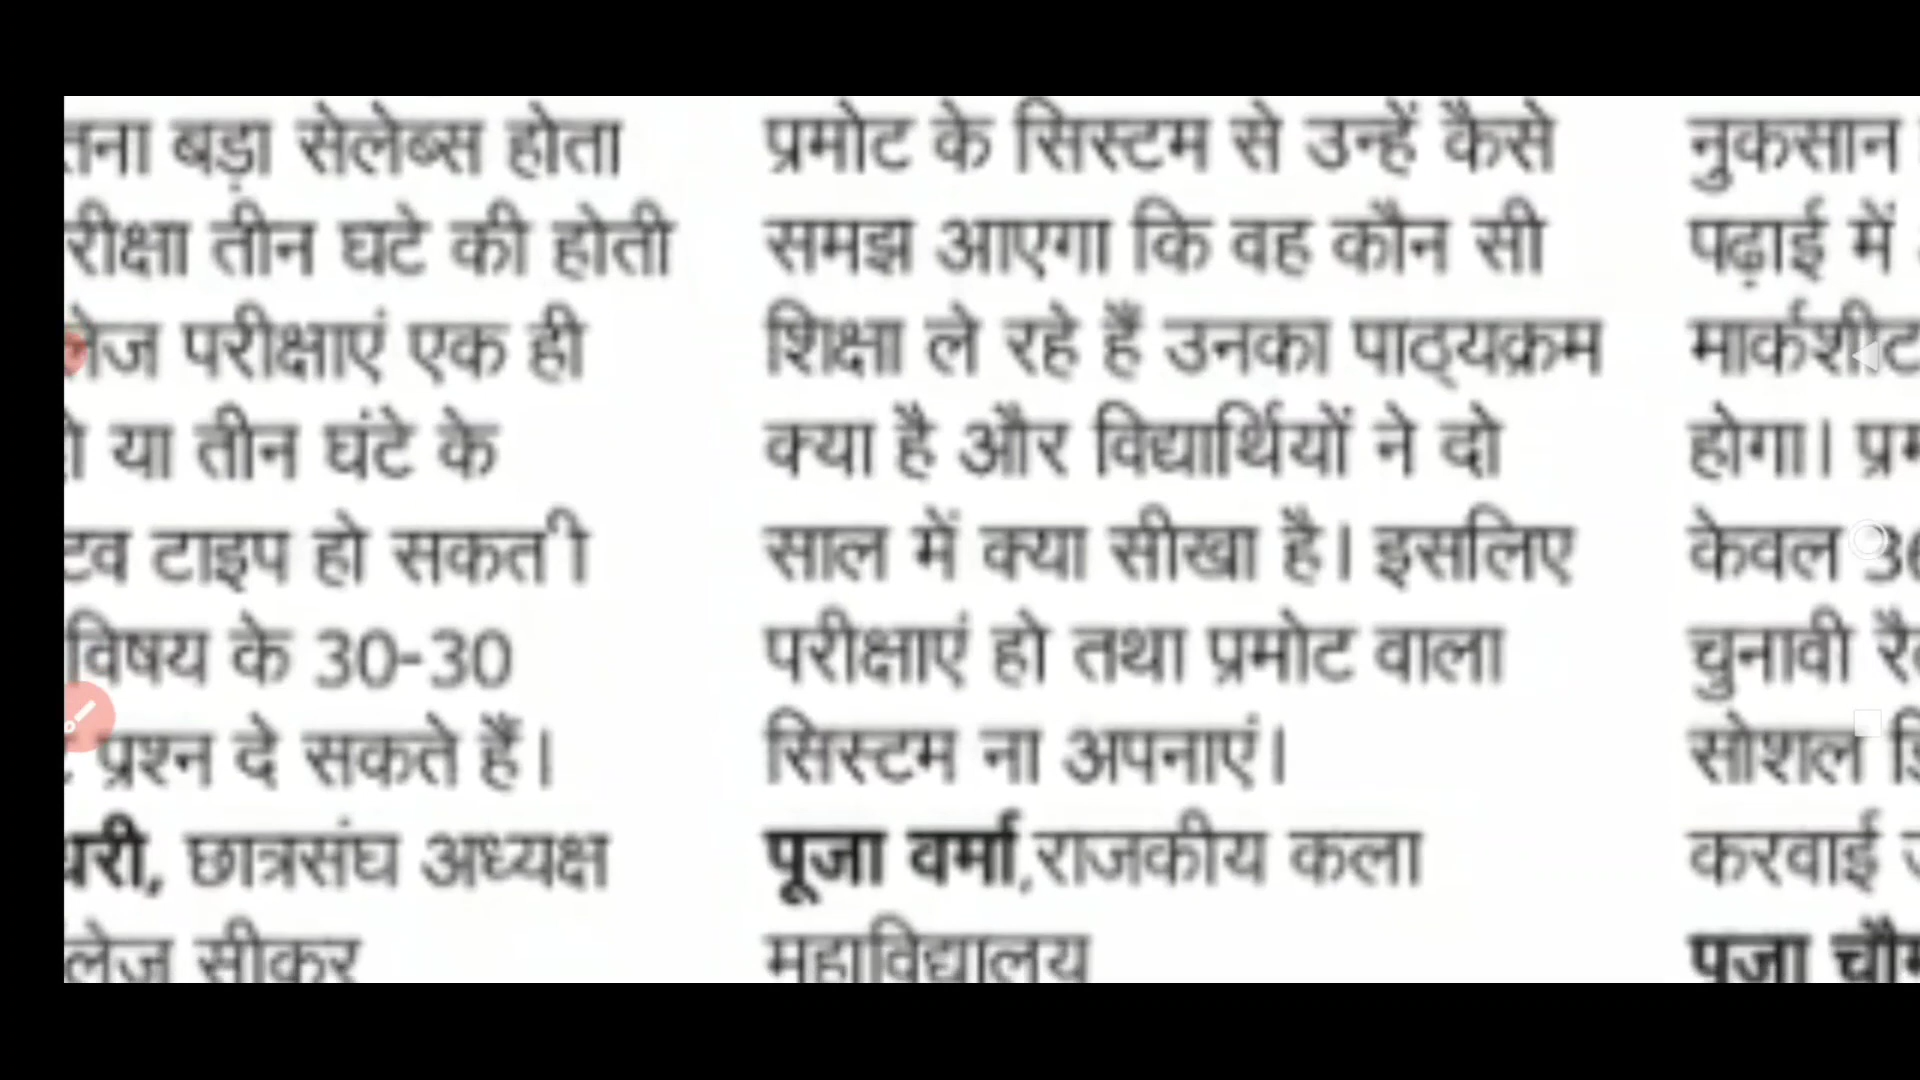 बड़ा सेलेब्स होता
तीन घटे की होती
परीक्षाएं एक ही
या तीन घंटे के
टाइप हो सकत ी
विषय के 30-30
प्रश्न दे सकते हैं।
छात्रसंघ अध्यक्ष
सीकर
प्रमोट के सिस्टम से उन्हें कैसे
समझ आएगा कि वह कौन सी
शिक्षा ले रहे हैं उनका पाठ्यक्रम
क्या है और विद्यार्थियों ने दो
साल में क्या सीखा है। इसलिए
परीक्षाएं हो तथा प्रमोट वाला
सिस्टम ना अपनाएं।
पूजा वर्मा,राजकीय कला
महाविद्यालय
नुकसान
पढ़ाई में
मार्कशीट
होगा।
केवल
चुनावी
सोशल
करवाई
पूजा